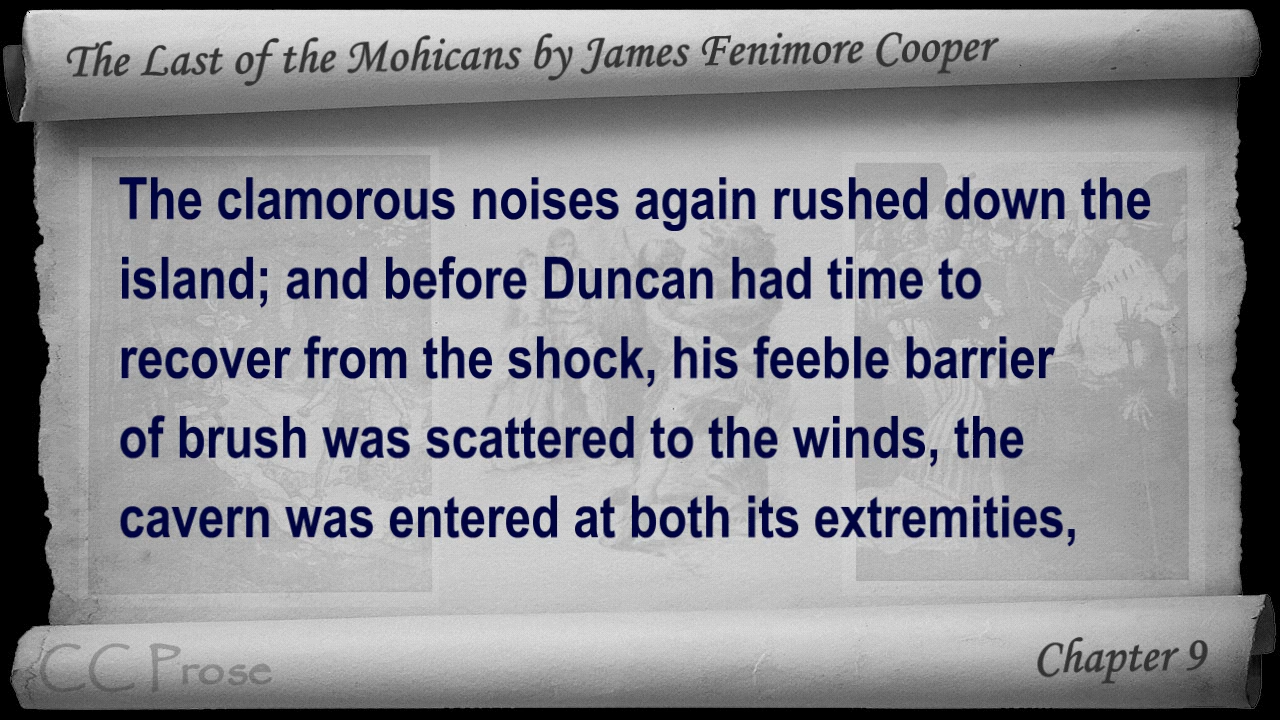 The Last of the Mohicans by James Fenimore Cooper
The clamorous noises again rushed down the
island; and before Duncan had time to
recover from the shock, his feeble barrier
of brush was scattered to the winds, the
cavern was entered at both its extremities,
CC Prose
Chapter 9